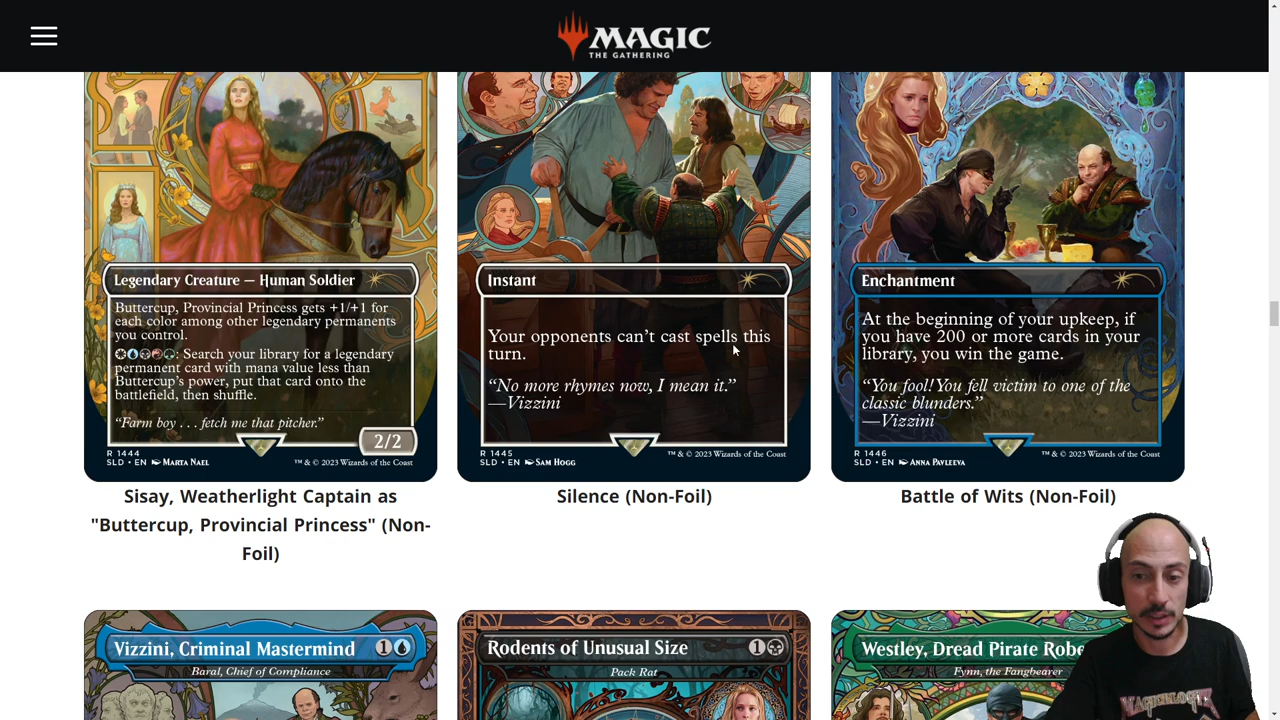 MAGIC
THE GATHERING
Legendary Creature — Human Soldier
Buttercup, Provincial Princess gets +1/+1 for
each color among other legendary permanents
you control.
: Search your library for a legendary
permanent card with mana value less than
Buttercup's power, put that card onto the
battlefield, then shuffle.
“Farm boy . . . fetch me that pitcher.”
2/2
R 1444
SLD • EN MARTA NAEL
™ & © 2023 Wizards of the Coast
Sisay, Weatherlight Captain as
"Buttercup, Provincial Princess" (Non-
Foil)
Instant
Your opponents can’t cast spells this
turn.
“No more rhymes now, I mean it.”
—Vizzini
R 1445
SLD • EN SAM HOGG
™ & © 2023 Wizards of the Coast
Silence (Non-Foil)
Enchantment
At the beginning of your upkeep, if
you have 200 or more cards in your
library, you win the game.
“You fool! You fell victim to one of the
classic blunders.”
—Vizzini
R 1446
SLD • EN ANNA PAVLEEVA
™ & © 2023 Wizards of the Coast
Battle of Wits (Non-Foil)
Vizzini, Criminal Mastermind 1
Baral, Chief of Compliance
Rodents of Unusual Size 1
Pack Rat
Westley, Dread Pirate Robe
Fynn, the Fangbearer